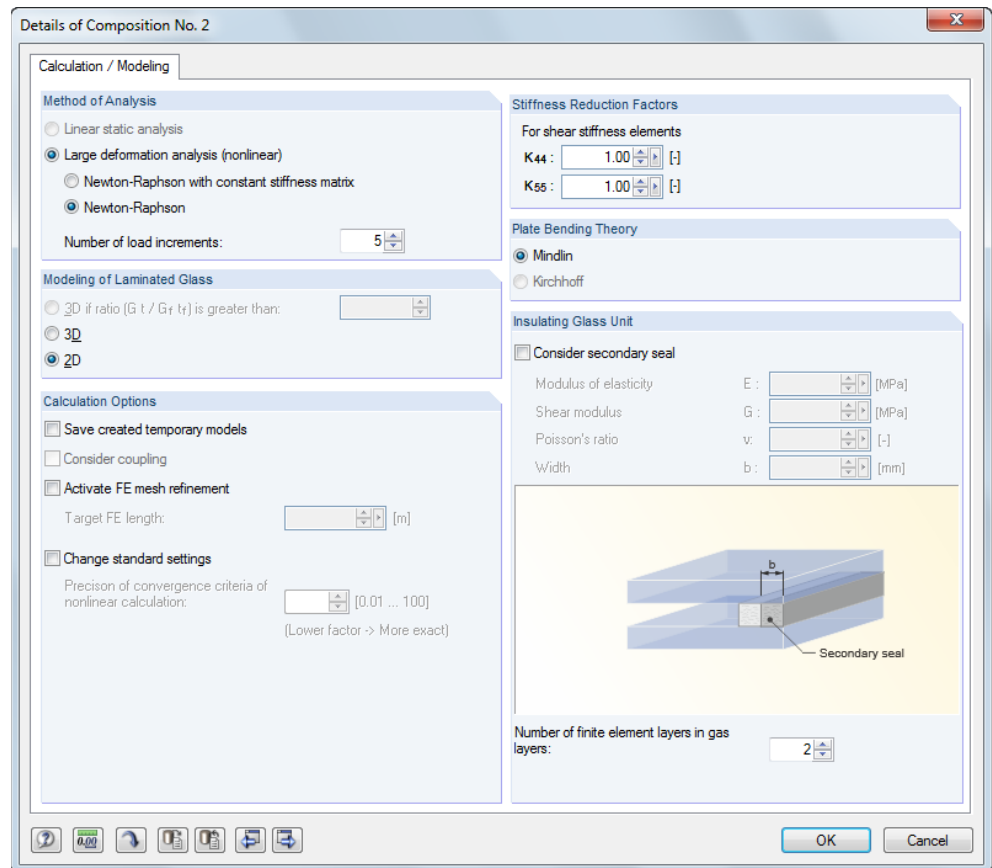 Details of Composition No. 2
Calculation / Modeling
Method of Analysis
Linear static analysis
Large deformation analysis (nonlinear)
Newton-Raphson with constant stiffness matrix
Newton-Raphson
Number of load increments: 5
Modeling of Laminated Glass
3D if ratio (G t / Gf tf) is greater than:
3D
2D
Calculation Options
Save created temporary models
Consider coupling
Activate FE mesh refinement
Target FE length: [m]
Change standard settings
Precison of convergence criteria of
nonlinear calculation: [0.01 ... 100]
(Lower factor -> More exact)
Stiffness Reduction Factors
For shear stiffness elements
K44 : 1.00 [-]
K55 : 1.00 [-]
Plate Bending Theory
Mindlin
Kirchhoff
Insulating Glass Unit
Consider secondary seal
Modulus of elasticity E : [MPa]
Shear modulus G : [MPa]
Poisson's ratio ν: [-]
Width b : [mm]
b
Secondary seal
Number of finite element layers in gas
layers: 2
0.00
OK Cancel